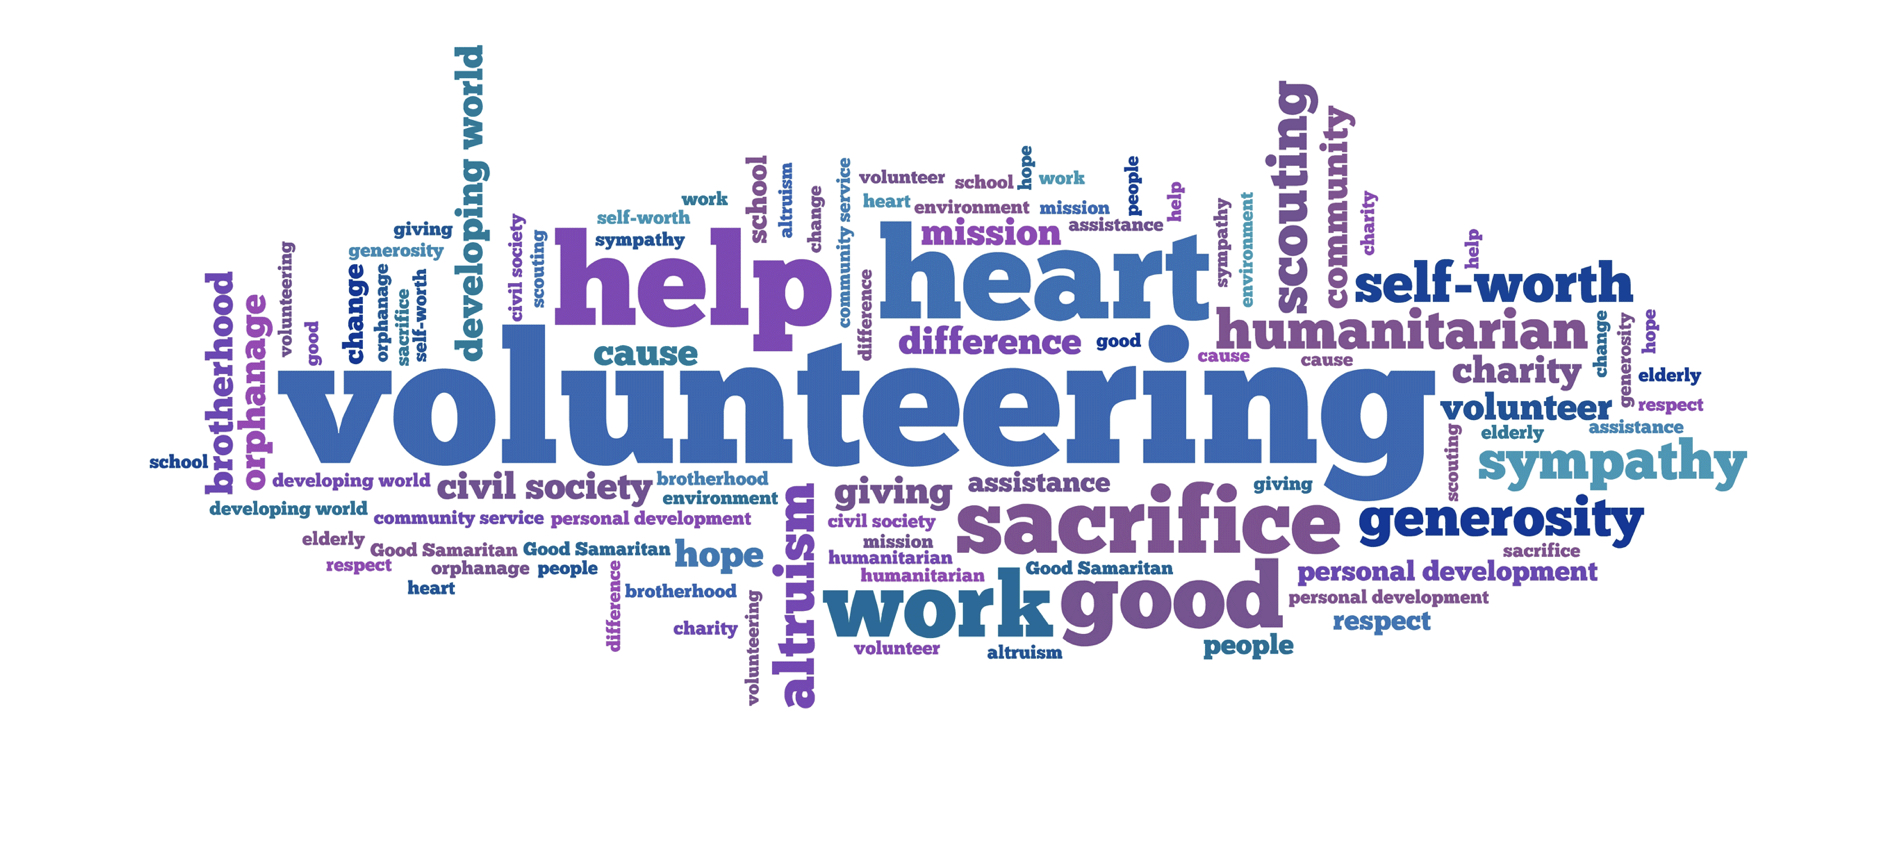 developing world
scouting
community
school
altruism
change
community service
volunteer
school
hope
work
people
help
heart
environment
mission
assistance
sympathy
environment
charity
work
self-worth
sympathy
giving
generosity
civil society
scouting
help
heart
mission
difference
difference
good
help
self-worth
humanitarian
cause
cause
charity
change
generosity
hope
elderly
respect
volunteer
elderly
assistance
scouting
sympathy
brotherhood
orphanage
volunteering
good
change
orphanage
sacrifice
self-worth
cause
volunteering
school
developing world
civil society
brotherhood
environment
developing world
community service
personal development
elderly
Good Samaritan
Good Samaritan
hope
respect
orphanage
people
heart
difference
brotherhood
charity
volunteering
altruism
giving
assistance
giving
civil society
mission
humanitarian
humanitarian
sacrifice
generosity
sacrifice
Good Samaritan
work
good
personal development
personal development
respect
people
volunteer
altruism